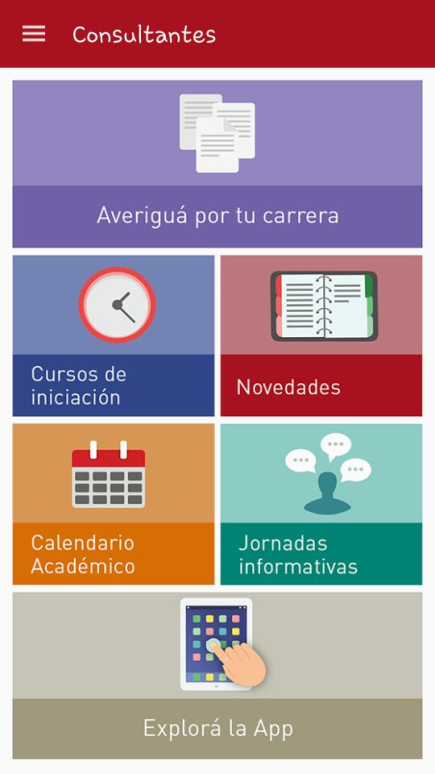 Consultantes
Averiguá por tu carrera
Cursos de
iniciación
Novedades
Calendario
Académico
Jornadas
informativas
Explorá la App